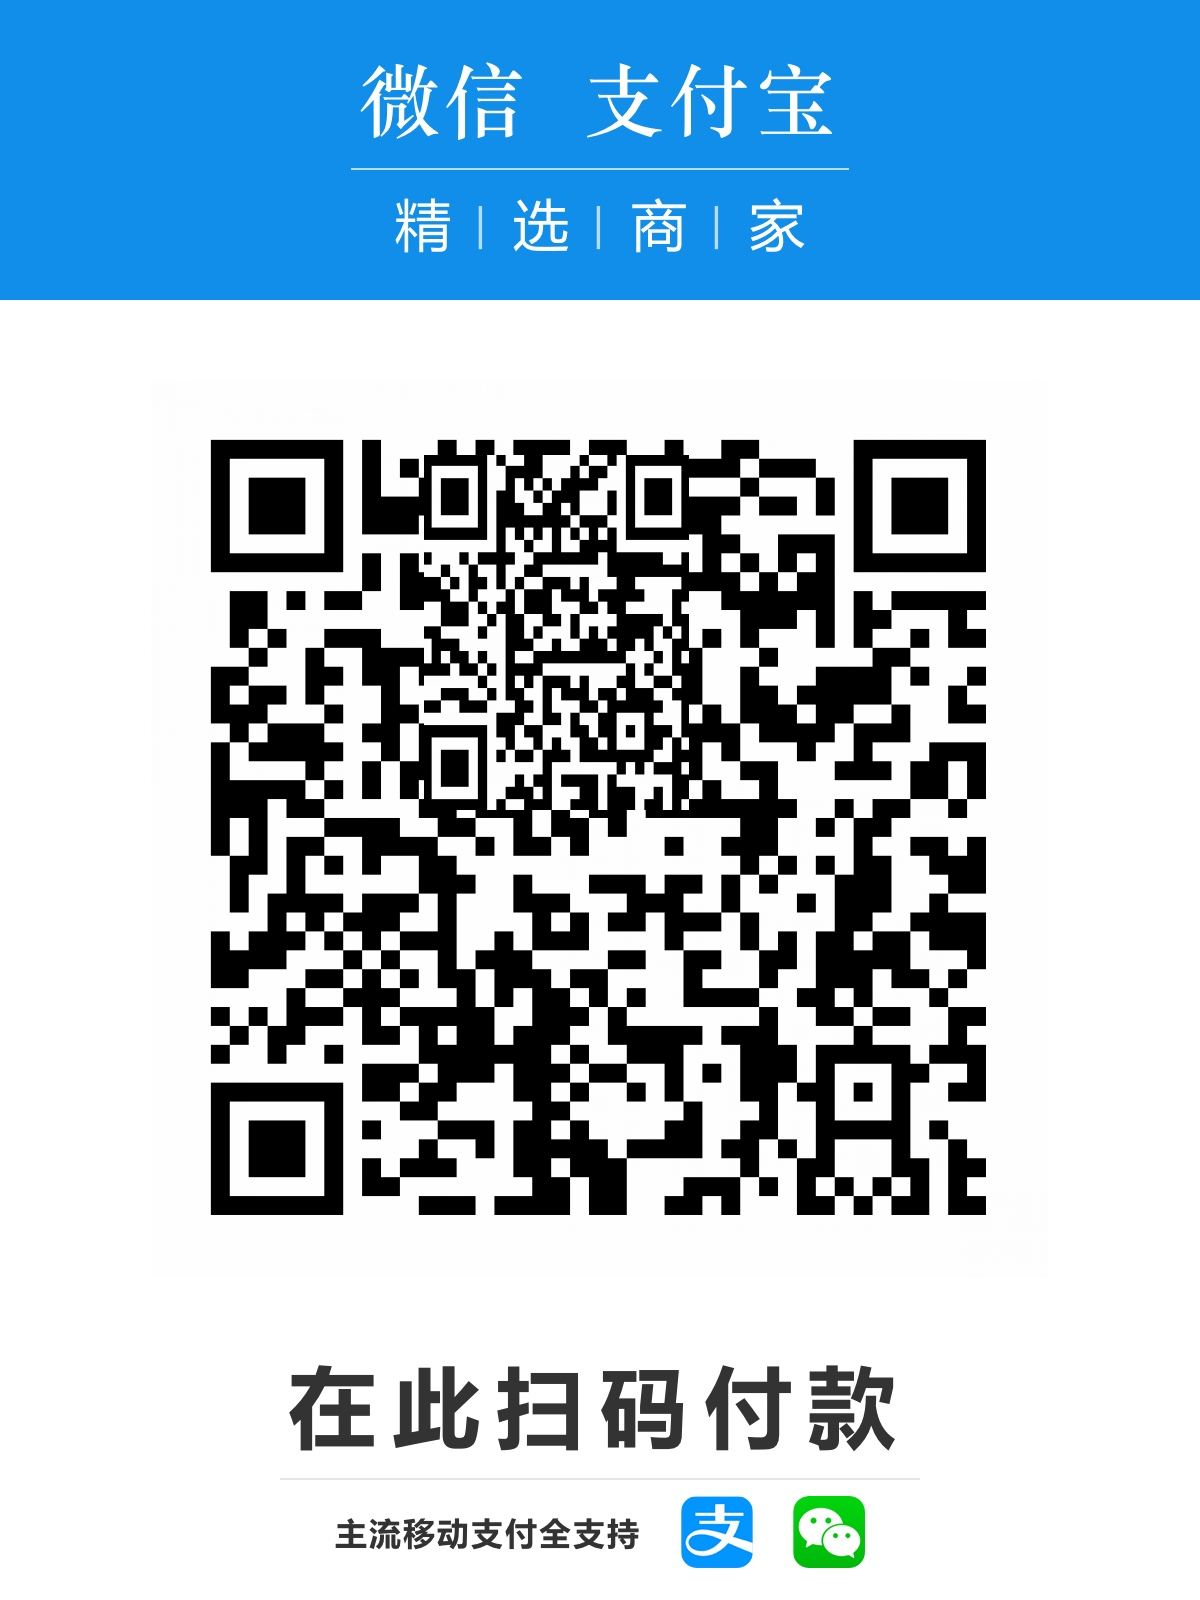 微信 支付宝
精选商家
在此扫码付款
主流移动支付全支持
支